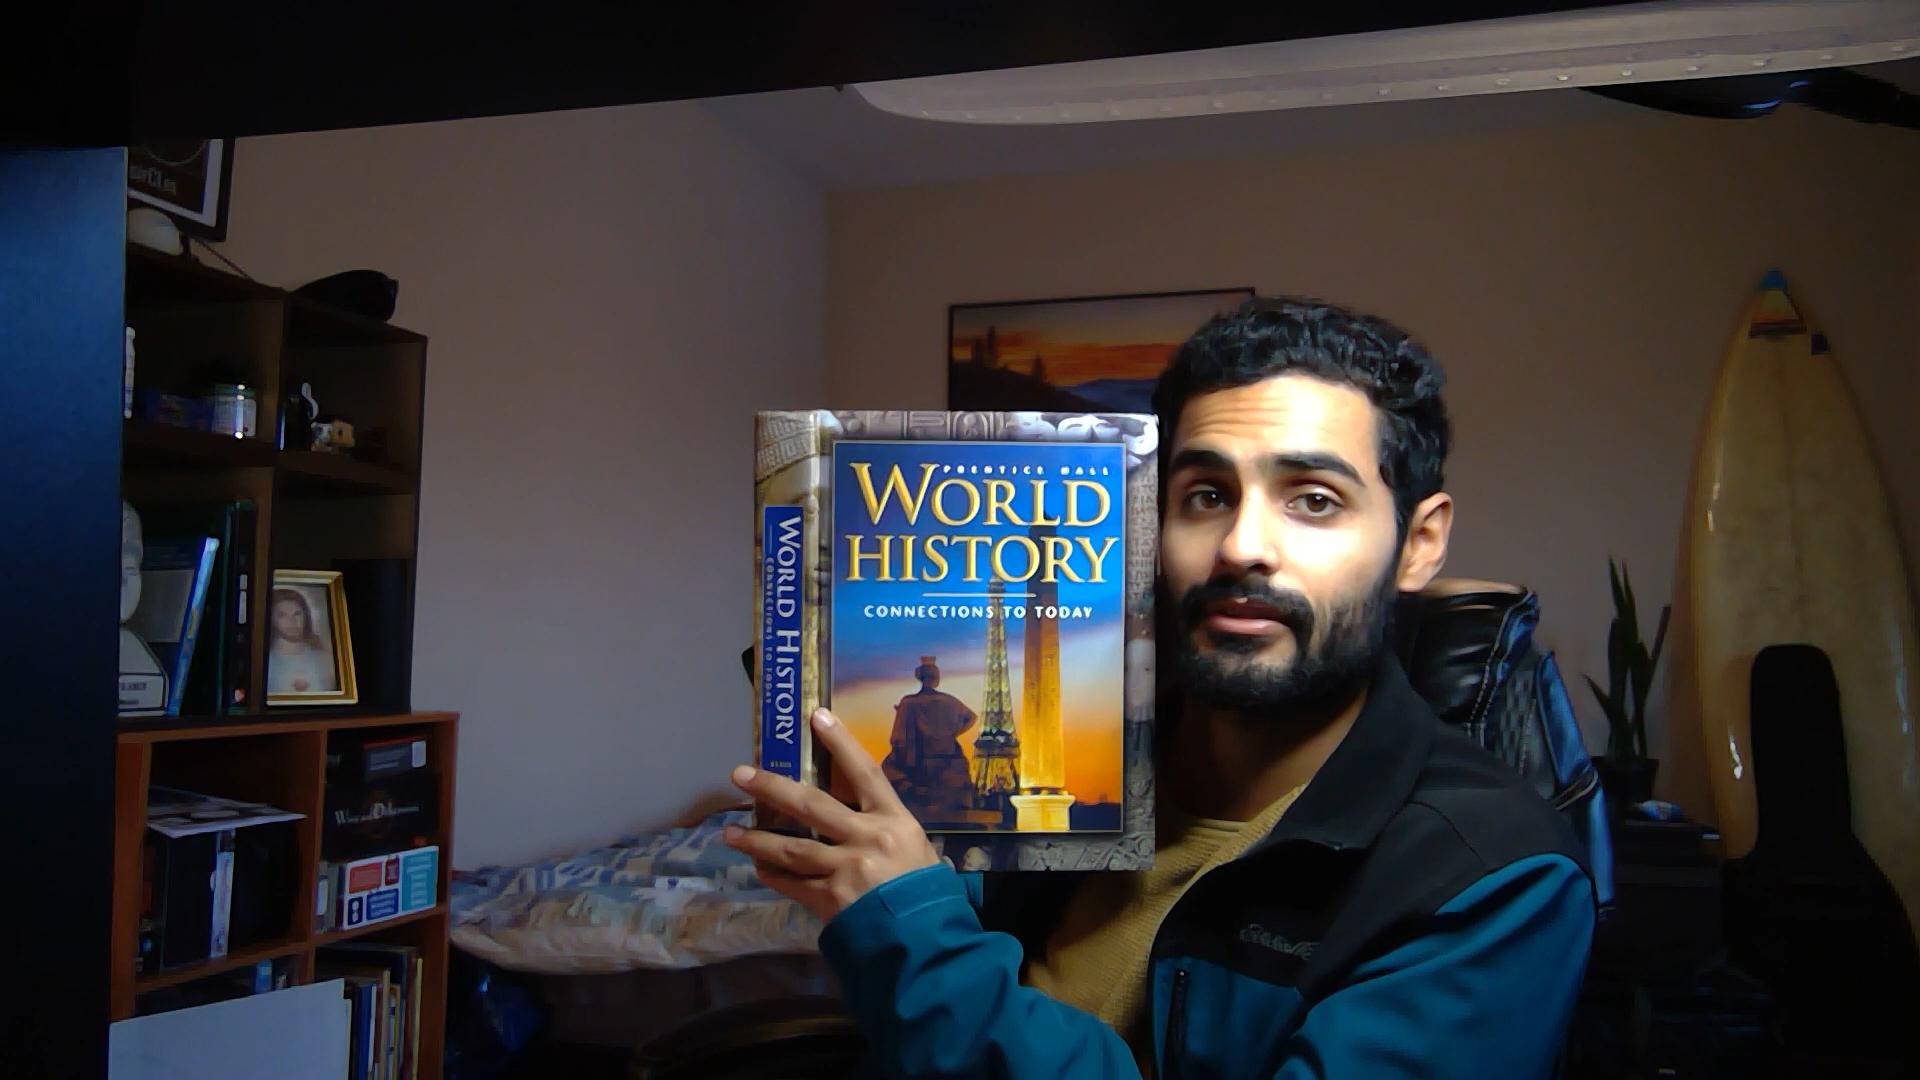 PRENTICE HALL
WORLD
HISTORY
CONNECTIONS TO TODAY
WORLD HISTORY
CONNECTIONS TO TODAY